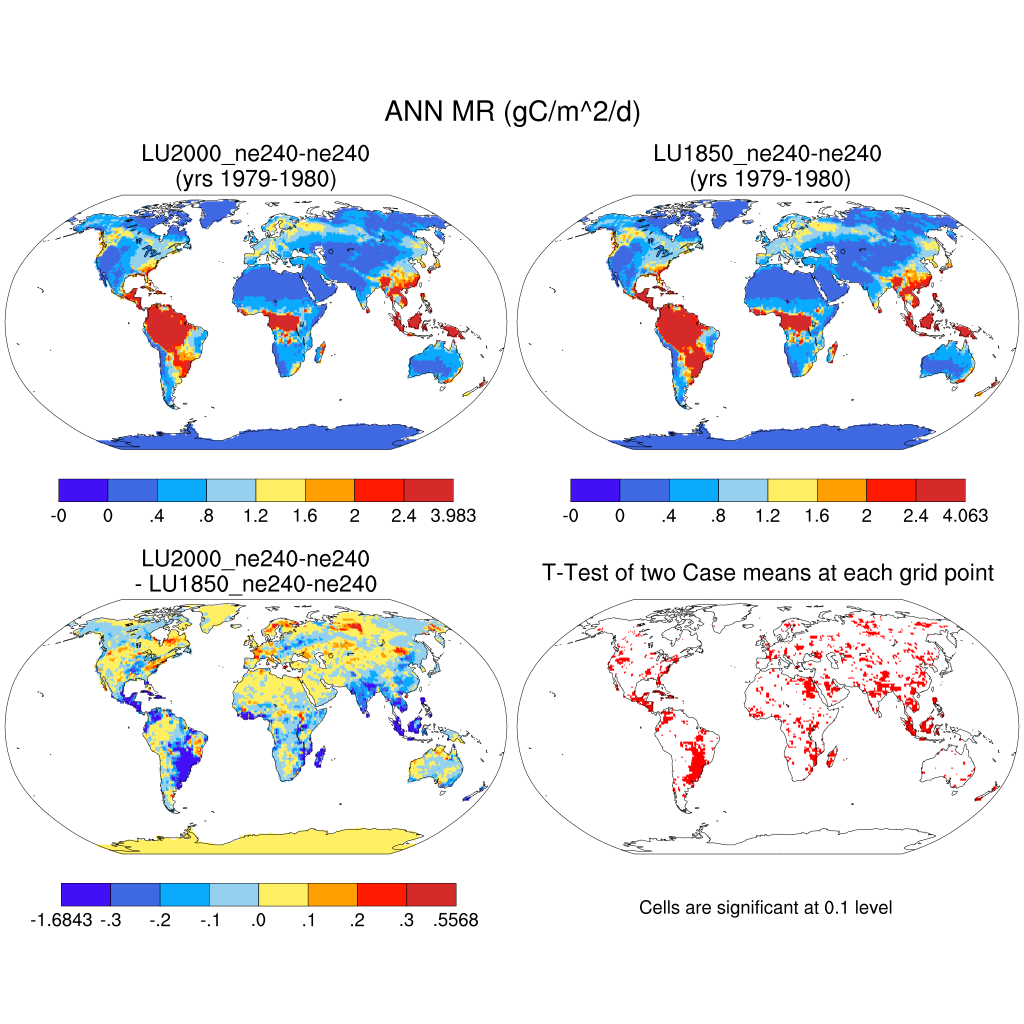 ANN MR (gC/m^2/d)
LU2000_ne240-ne240
(yrs 1979-1980)
LU1850_ne240-ne240
(yrs 1979-1980)
-0 0 .4 .8 1.2 1.6 2 2.4 3.983
-0 0 .4 .8 1.2 1.6 2 2.4 4.063
LU2000_ne240-ne240
- LU1850_ne240-ne240
T-Test of two Case means at each grid point
-1.6843 -.3 -.2 -.1 .0 .1 .2 .3 .5568
Cells are significant at 0.1 level